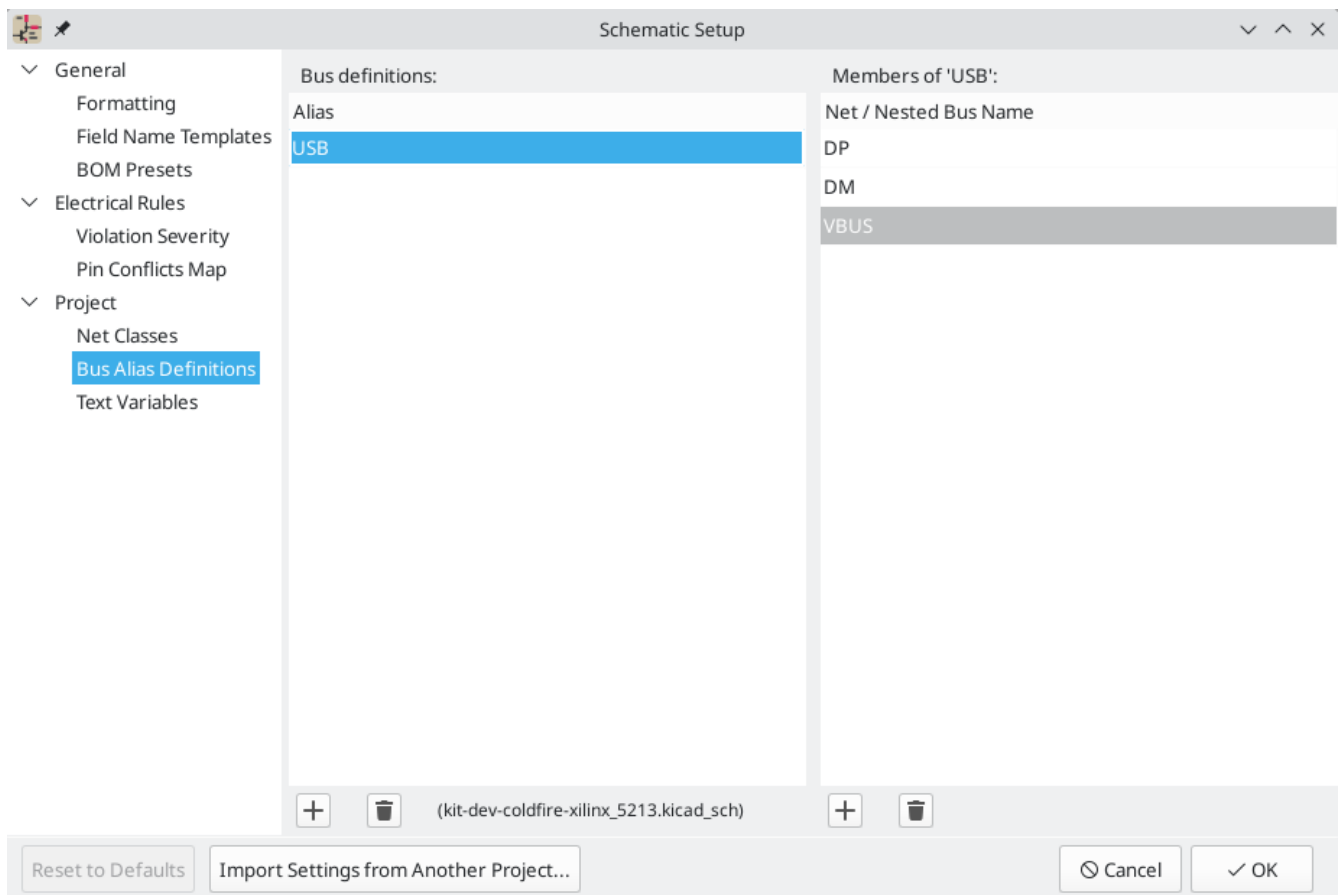 Schematic Setup
General
Formatting
Field Name Templates
BOM Presets
Electrical Rules
Violation Severity
Pin Conflicts Map
Project
Net Classes
Bus Alias Definitions
Text Variables
Bus definitions:
Alias
USB
(kit-dev-coldfire-xilinx_5213.kicad_sch)
Members of 'USB':
Net / Nested Bus Name
DP
DM
VBUS
Reset to Defaults
Import Settings from Another Project...
Cancel
OK